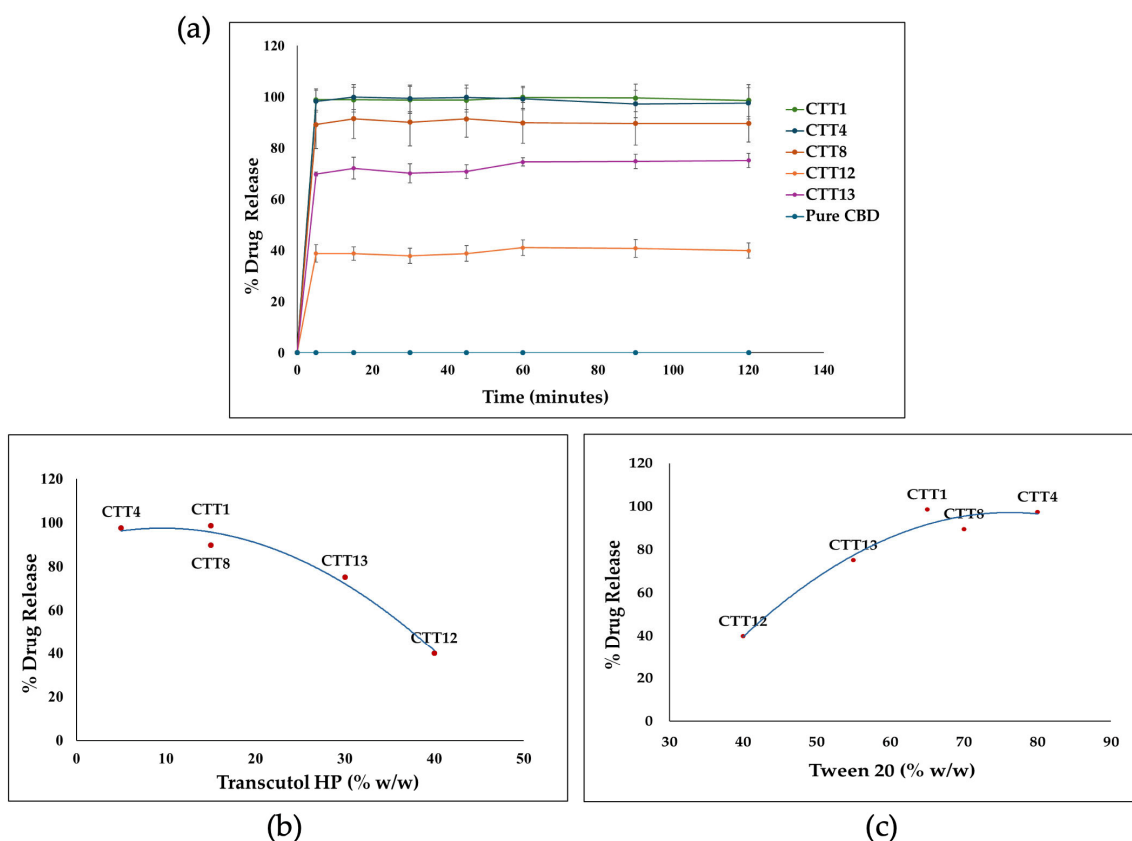 (a)
120
100
80
60
40
20
0
% Drug Release
0 20 40 60 80 100 120 140
Time (minutes)
CTT1
CTT4
CTT8
CTT12
CTT13
Pure CBD
120
100
80
60
40
20
0
% Drug Release
CTT4
CTT1
CTT8
CTT13
CTT12
0 10 20 30 40 50
Transcutol HP (% w/w)
(b)
120
100
80
60
40
20
0
% Drug Release
CTT1
CTT4
CTT8
CTT13
CTT12
30 40 50 60 70 80 90
Tween 20 (% w/w)
(c)